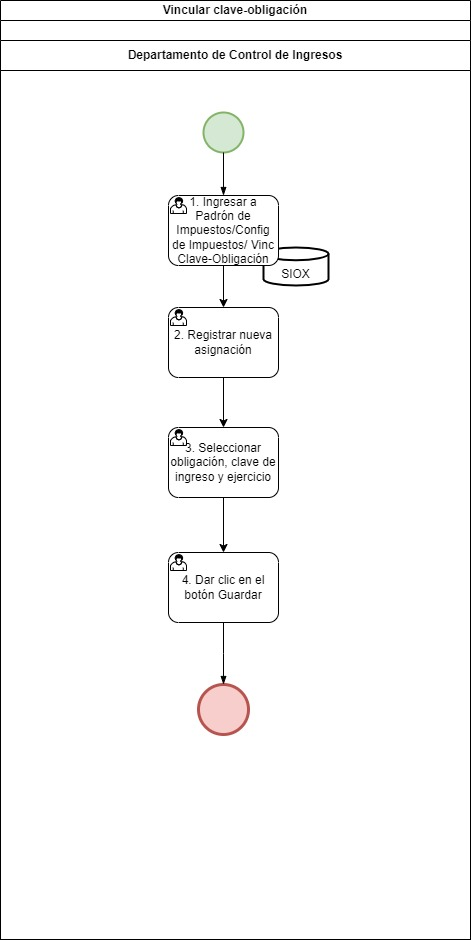 Vincular clave-obligación
Departamento de Control de Ingresos
1. Ingresar a
Padrón de
Impuestos/Config
de Impuestos/ Vinc
Clave-Obligación
SIOX
2. Registrar nueva
asignación
3. Seleccionar
obligación, clave de
ingreso y ejercicio
4. Dar clic en el
botón Guardar